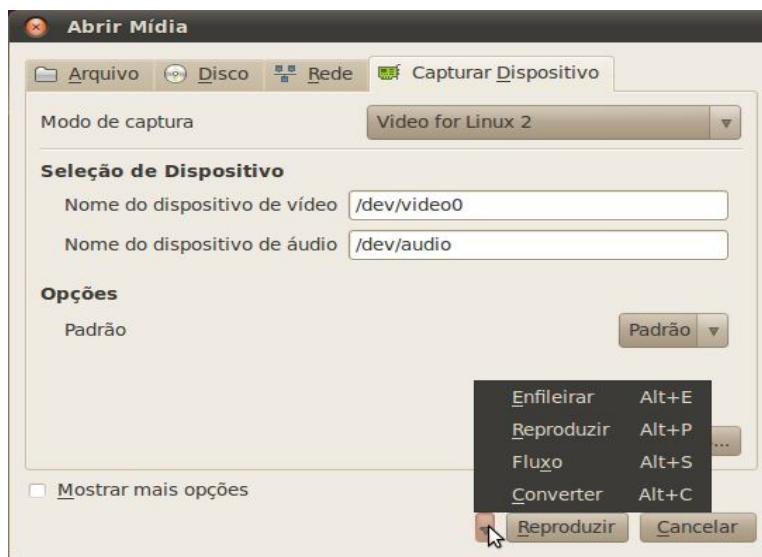 Abrir Mídia
Arquivo Disco Rede Capturar Dispositivo
Modo de captura Video for Linux 2
Seleção de Dispositivo
Nome do dispositivo de vídeo /dev/video0
Nome do dispositivo de áudio /dev/audio
Opções
Padrão Padrão
Enfileirar Alt+E
Reproduzir Alt+P
...
Fluxo Alt+S
Converter Alt+C
Mostrar mais opções
Reproduzir Cancelar